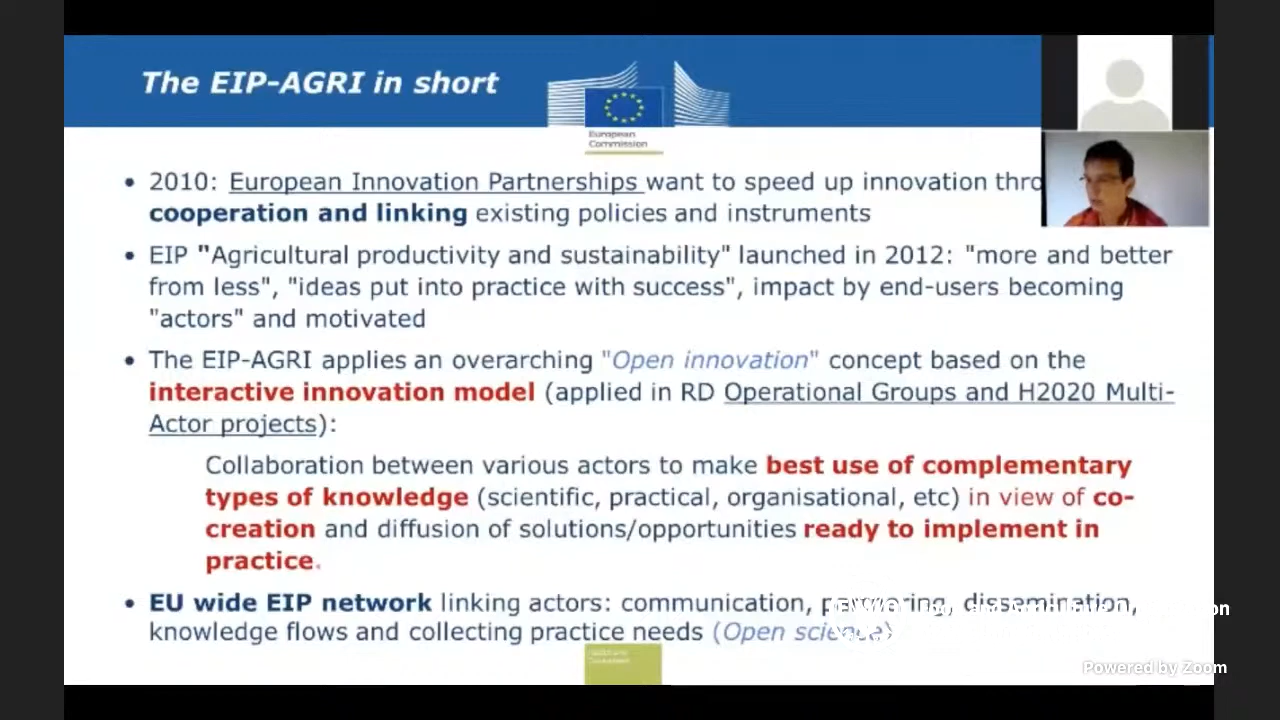 The EIP-AGRI in short
European
Commission
• 2010: European Innovation Partnerships want to speed up innovation thro
cooperation and linking existing policies and instruments
• EIP "Agricultural productivity and sustainability" launched in 2012: "more and better
from less", "ideas put into practice with success", impact by end-users becoming
"actors" and motivated
• The EIP-AGRI applies an overarching "Open innovation" concept based on the
interactive innovation model (applied in RD Operational Groups and H2020 Multi-
Actor projects):
Collaboration between various actors to make best use of complementary
types of knowledge (scientific, practical, organisational, etc) in view of co-
creation and diffusion of solutions/opportunities ready to implement in
practice.
• EU wide EIP network linking actors: communication, dissemination,
knowledge flows and collecting practice needs (Open
Powered by Zoom